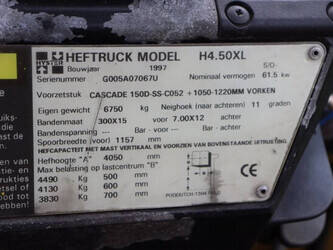 HYSTER
HEFTRUCK MODEL H4.50XL
Bouwjaar 1997 S/O-
Serienummer G005A07067U Nominaal vermogen 61.5 kw
Voorzetstuk CASCADE 150D-SS-C052 +1050-1220MM VORKEN
Eigen gewicht 6750 kg Neighoek (naar achteren) 11 graden
Bandenmaat 300X15 voor 7.00X12 achter
Bandenspanning --- Bar voor --- Bar achter
Spoorbreedte (voor) 1157 mm
HEFCAPACITEIT MET MAST VERTIKAAL EN VOORZIEN VAN BOVENSTAANDE UITRUSTING
Hefhoogte "A" 4050 mm
Max belasting op lastcentrum "B"
4490 Kg 500 mm
4130 Kg 600 mm
3830 Kg 700 mm